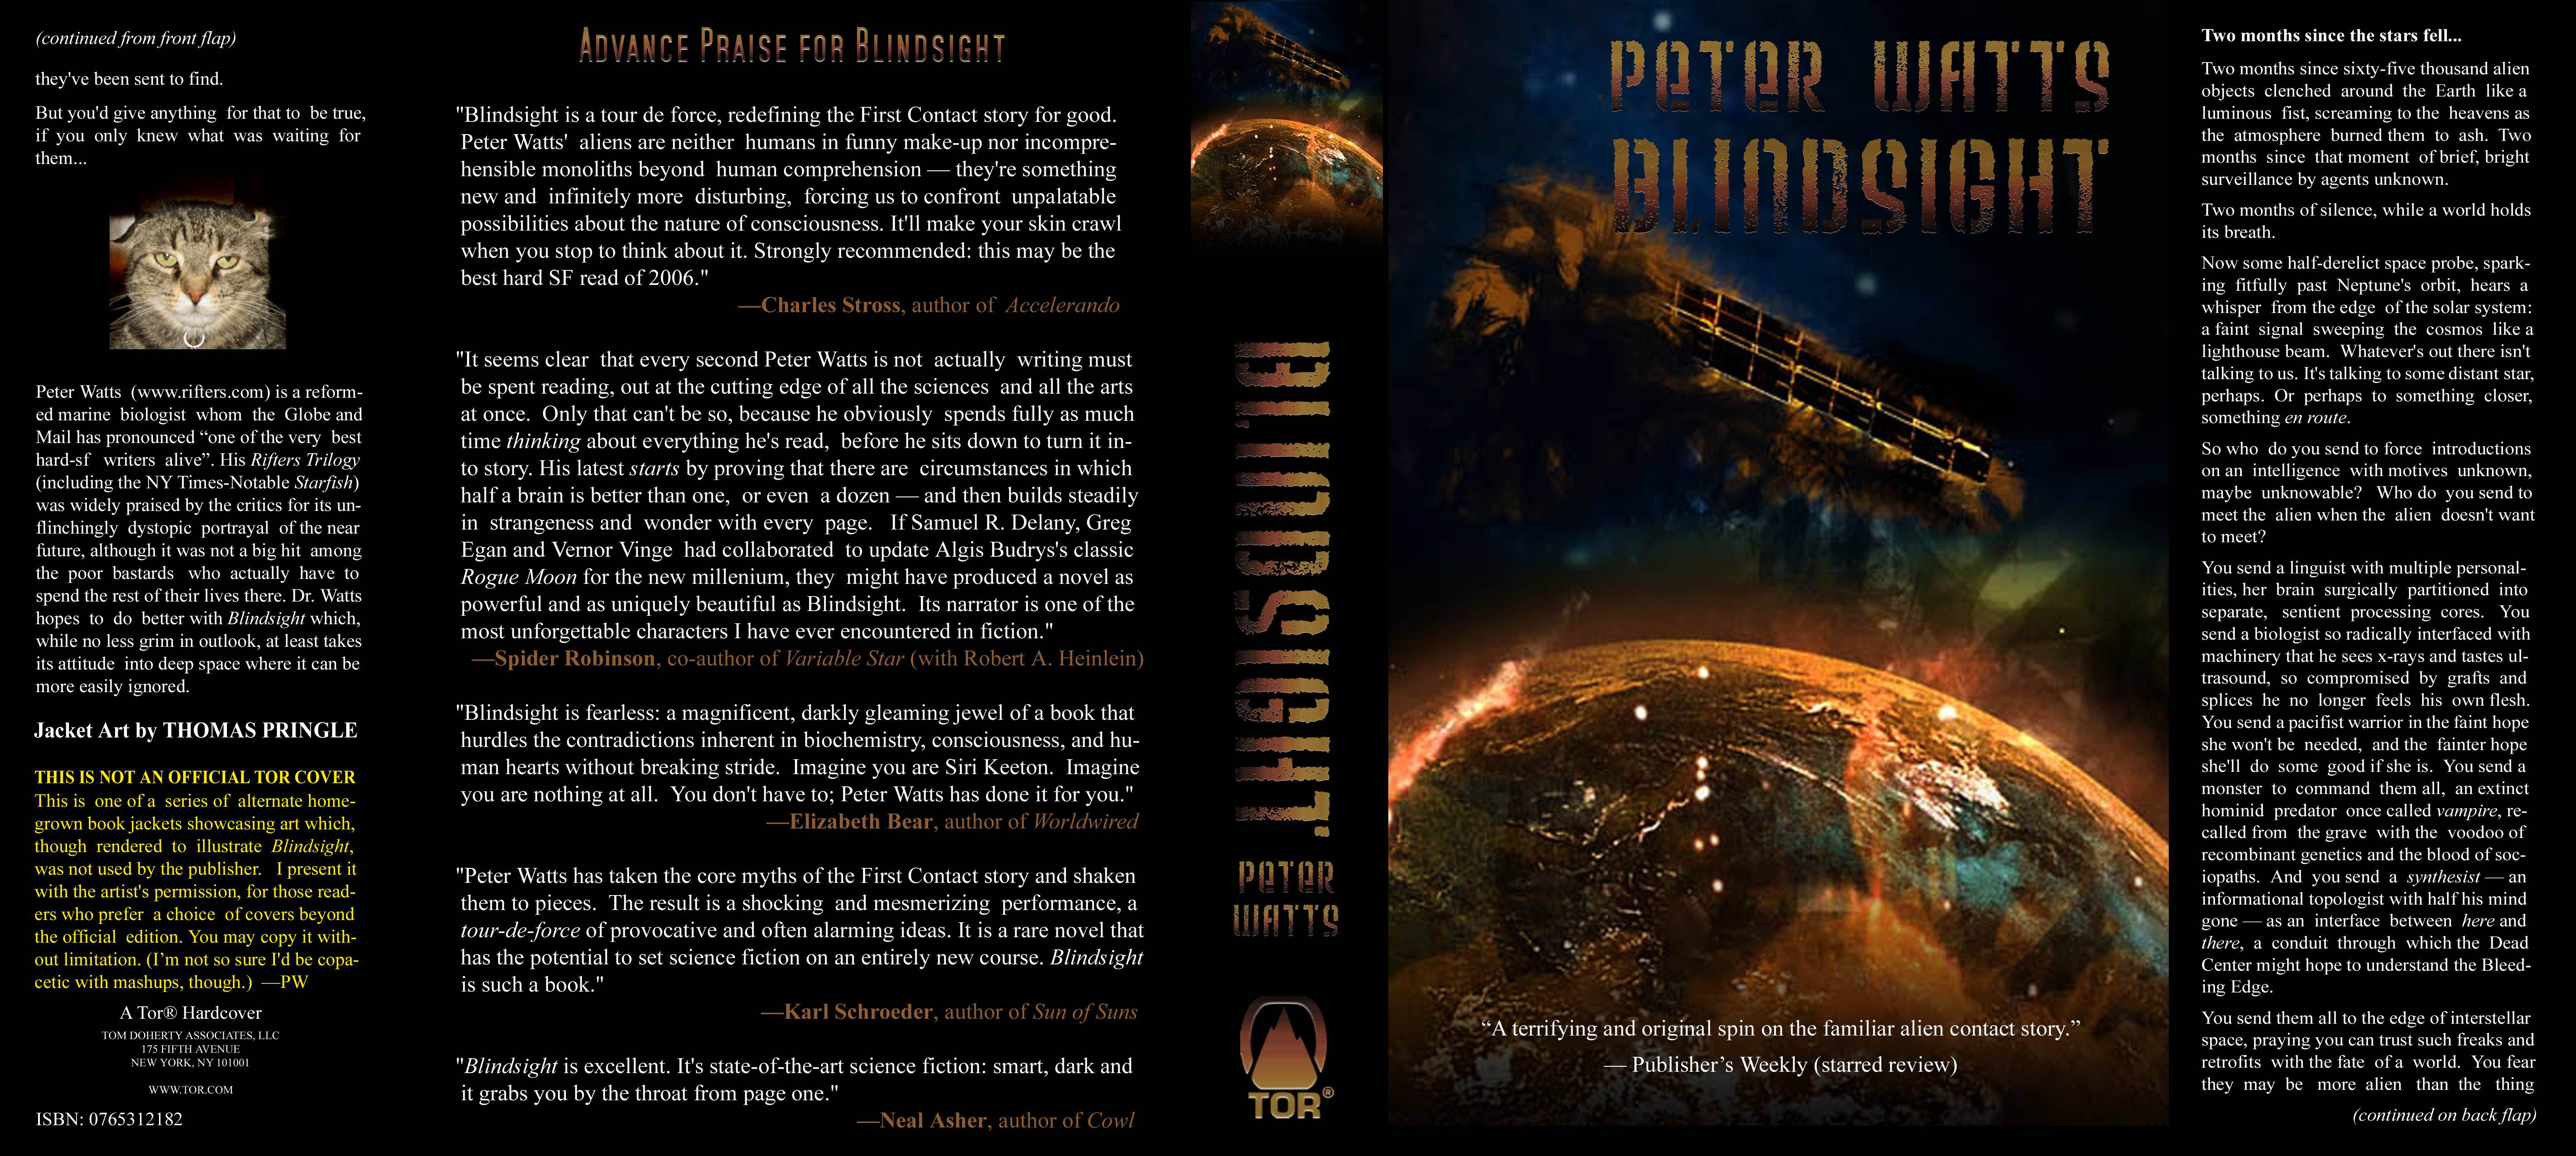 (continued from front flap)
they've been sent to find.
But you'd give anything for that to be true,
if you only knew what was waiting for
them...
Peter Watts (www.rifters.com) is a reform-
ed marine biologist whom the Globe and
Mail has pronounced “one of the very best
hard-sf writers alive”. His Rifters Trilogy
(including the NY Times-Notable Starfish)
was widely praised by the critics for its un-
flinchingly dystopic portrayal of the near
future, although it was not a big hit among
the poor bastards who actually have to
spend the rest of their lives there. Dr. Watts
hopes to do better with Blindsight which,
while no less grim in outlook, at least takes
its attitude into deep space where it can be
more easily ignored.
Jacket Art by THOMAS PRINGLE
THIS IS NOT AN OFFICIAL TOR COVER
This is one of a series of alternate home-
grown book jackets showcasing art which,
though rendered to illustrate Blindsight,
was not used by the publisher. I present it
with the artist's permission, for those read-
ers who prefer a choice of covers beyond
the official edition. You may copy it with-
out limitation. (I’m not so sure I'd be copa-
cetic with mashups, though.) —PW
A Tor® Hardcover
TOM DOHERTY ASSOCIATES, LLC
175 FIFTH AVENUE
NEW YORK, NY 101001
WWW.TOR.COM
ISBN: 0765312182
ADVANCE PRAISE FOR BLINDSIGHT
"Blindsight is a tour de force, redefining the First Contact story for good.
Peter Watts' aliens are neither humans in funny make-up nor incompre-
hensible monoliths beyond human comprehension — they're something
new and infinitely more disturbing, forcing us to confront unpalatable
possibilities about the nature of consciousness. It'll make your skin crawl
when you stop to think about it. Strongly recommended: this may be the
best hard SF read of 2006."
—Charles Stross, author of Accelerando
"It seems clear that every second Peter Watts is not actually writing must
be spent reading, out at the cutting edge of all the sciences and all the arts
at once. Only that can't be so, because he obviously spends fully as much
time thinking about everything he's read, before he sits down to turn it in-
to story. His latest starts by proving that there are circumstances in which
half a brain is better than one, or even a dozen — and then builds steadily
in strangeness and wonder with every page. If Samuel R. Delany, Greg
Egan and Vernor Vinge had collaborated to update Algis Budrys's classic
Rogue Moon for the new millenium, they might have produced a novel as
powerful and as uniquely beautiful as Blindsight. Its narrator is one of the
most unforgettable characters I have ever encountered in fiction."
—Spider Robinson, co-author of Variable Star (with Robert A. Heinlein)
"Blindsight is fearless: a magnificent, darkly gleaming jewel of a book that
hurdles the contradictions inherent in biochemistry, consciousness, and hu-
man hearts without breaking stride. Imagine you are Siri Keeton. Imagine
you are nothing at all. You don't have to; Peter Watts has done it for you."
—Elizabeth Bear, author of Worldwired
"Peter Watts has taken the core myths of the First Contact story and shaken
them to pieces. The result is a shocking and mesmerizing performance, a
tour-de-force of provocative and often alarming ideas. It is a rare novel that
has the potential to set science fiction on an entirely new course. Blindsight
is such a book."
—Karl Schroeder, author of Sun of Suns
"Blindsight is excellent. It's state-of-the-art science fiction: smart, dark and
it grabs you by the throat from page one."
—Neal Asher, author of Cowl
BLINDSIGHT
PETER
WATTS
TOR®
PETER WATTS
BLINDSIGHT
“A terrifying and original spin on the familiar alien contact story.”
— Publisher’s Weekly (starred review)
Two months since the stars fell...
Two months since sixty-five thousand alien
objects clenched around the Earth like a
luminous fist, screaming to the heavens as
the atmosphere burned them to ash. Two
months since that moment of brief, bright
surveillance by agents unknown.
Two months of silence, while a world holds
its breath.
Now some half-derelict space probe, spark-
ing fitfully past Neptune's orbit, hears a
whisper from the edge of the solar system:
a faint signal sweeping the cosmos like a
lighthouse beam. Whatever's out there isn't
talking to us. It's talking to some distant star,
perhaps. Or perhaps to something closer,
something en route.
So who do you send to force introductions
on an intelligence with motives unknown,
maybe unknowable? Who do you send to
meet the alien when the alien doesn't want
to meet?
You send a linguist with multiple personal-
ities, her brain surgically partitioned into
separate, sentient processing cores. You
send a biologist so radically interfaced with
machinery that he sees x-rays and tastes ul-
trasound, so compromised by grafts and
splices he no longer feels his own flesh.
You send a pacifist warrior in the faint hope
she won't be needed, and the fainter hope
she'll do some good if she is. You send a
monster to command them all, an extinct
hominid predator once called vampire, re-
called from the grave with the voodoo of
recombinant genetics and the blood of soc-
iopaths. And you send a synthesist — an
informational topologist with half his mind
gone — as an interface between here and
there, a conduit through which the Dead
Center might hope to understand the Bleed-
ing Edge.
You send them all to the edge of interstellar
space, praying you can trust such freaks and
retrofits with the fate of a world. You fear
they may be more alien than the thing
(continued on back flap)